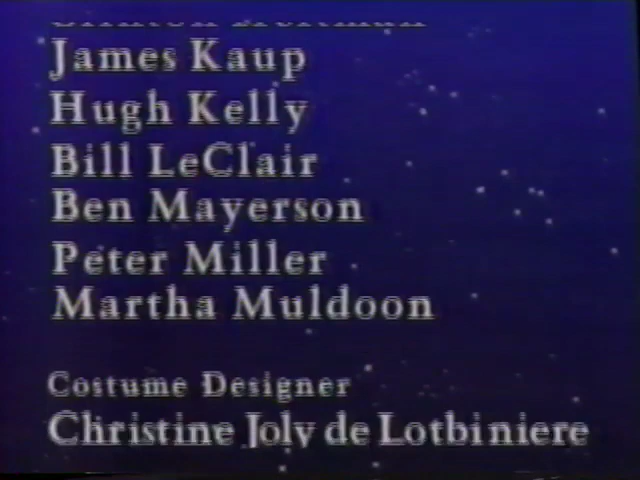 James Kaup
Hugh Kelly
Bill LeClair
Ben Mayerson
Peter Miller
Martha Muldoon
Costume Designer
Christine Joly de Lotbiniere